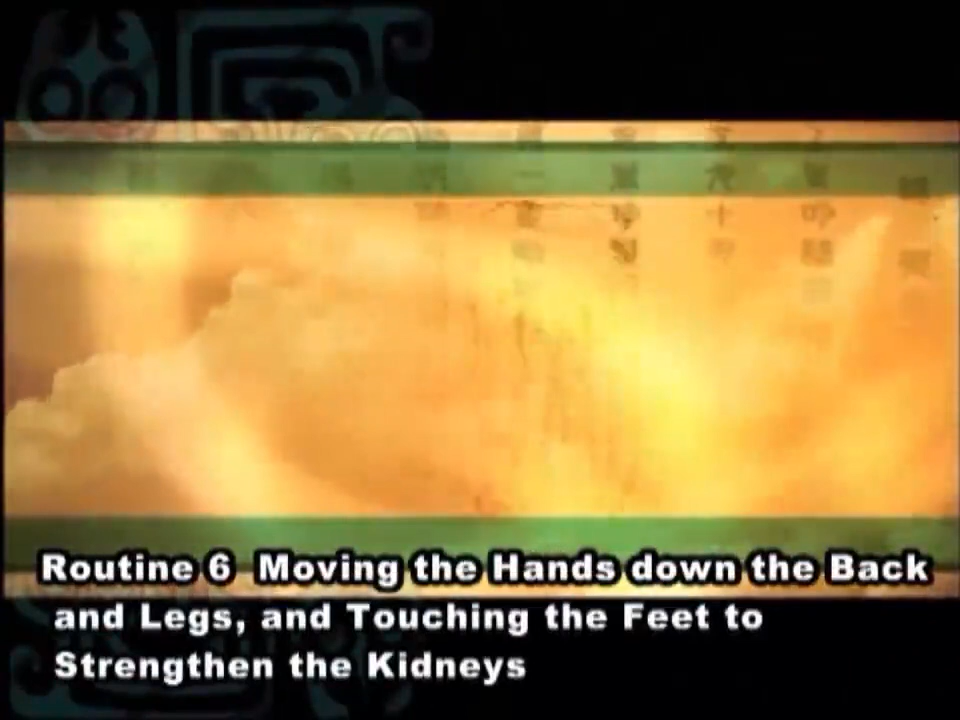 Routine 6 Moving the Hands down the Back
and Legs, and Touching the Feet to
Strengthen the Kidneys